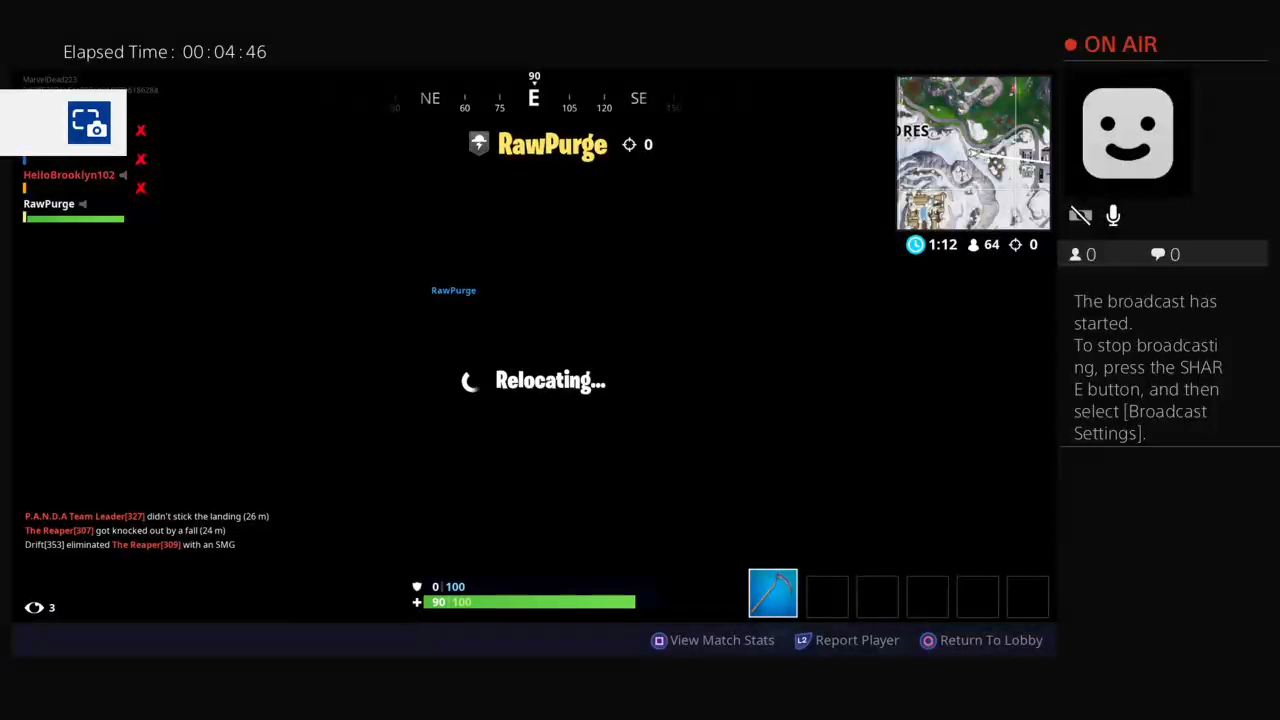 Elapsed Time: 00:04:46
ON AIR
MarvelDead223
90
NE 60 75 E 105 120 SE 150
RawPurge 0
ORES
HelloBrooklyn102
RawPurge
X
X
X
1:12 64 0
0 0
RawPurge
The broadcast has
started.
To stop broadcasti
ng, press the SHAR
E button, and then
select [Broadcast
Settings].
Relocating...
P.A.N.D.A Team Leader[327] didn't stick the landing (26 m)
The Reaper[307] got knocked out by a fall (24 m)
Drift[353] eliminated The Reaper[309] with an SMG
0|100
90|100
3
View Match Stats
L2 Report Player
Return To Lobby